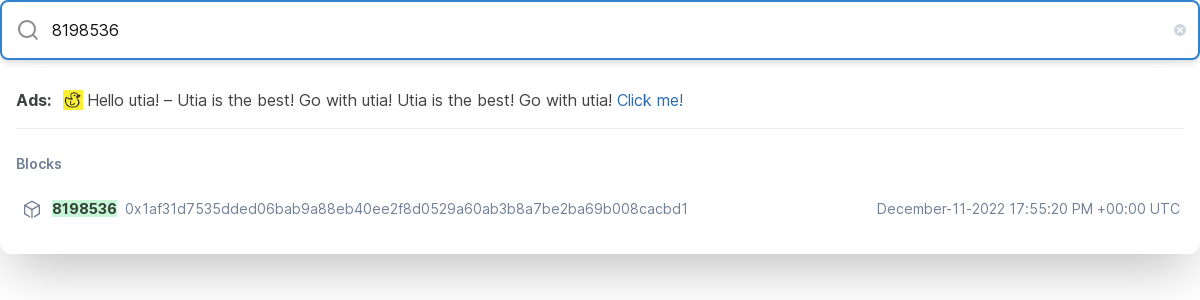 8198536
Ads: Hello utia! – Utia is the best! Go with utia! Utia is the best! Go with utia! Click me!
Blocks
8198536 0x1af31d7535dded06bab9a88eb40ee2f8d0529a60ab3b8a7be2ba69b008cacbd1 December-11-2022 17:55:20 PM +00:00 UTC